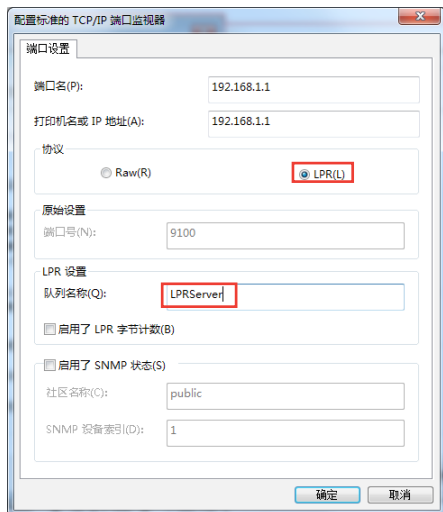 配置标准的 TCP/IP 端口监视器
端口设置
端口名(P): 192.168.1.1
打印机名或 IP 地址(A): 192.168.1.1
协议
Raw(R) LPR(L)
原始设置
端口号(N): 9100
LPR 设置
队列名称(Q): LPRServer
启用了 LPR 字节计数(B)
启用了 SNMP 状态(S)
社区名称(C): public
SNMP 设备索引(D): 1
确定 取消